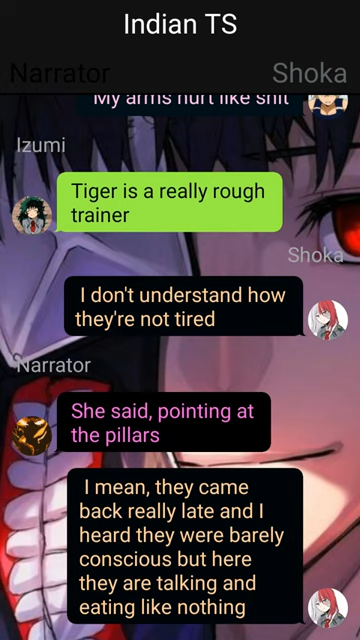 Indian TS
Narrator
Shoka
My arms hurt like shit
Izumi
Tiger is a really rough
trainer
Shoka
I don't understand how
they're not tired
Narrator
She said, pointing at
the pillars
I mean, they came
back really late and I
heard they were barely
conscious but here
they are talking and
eating like nothing